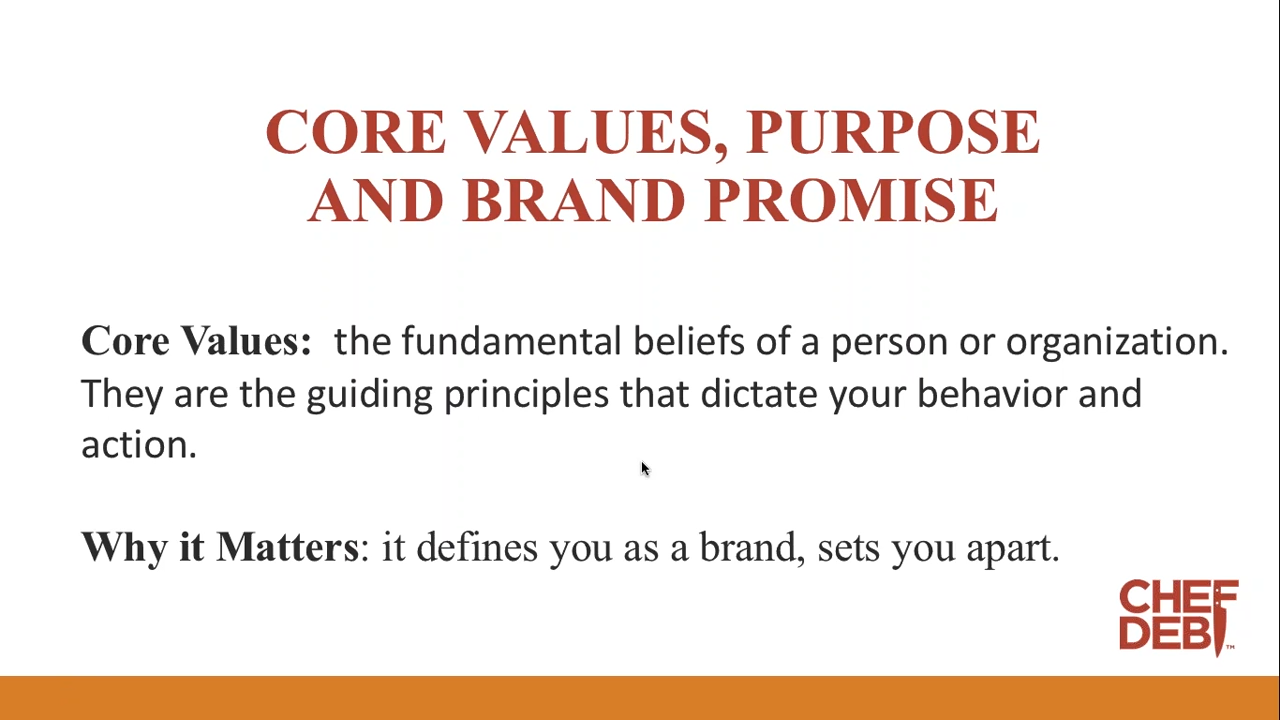 CORE VALUES, PURPOSE
AND BRAND PROMISE
Core Values: the fundamental beliefs of a person or organization.
They are the guiding principles that dictate your behavior and
action.
Why it Matters: it defines you as a brand, sets you apart.
CHEF
DEBI™